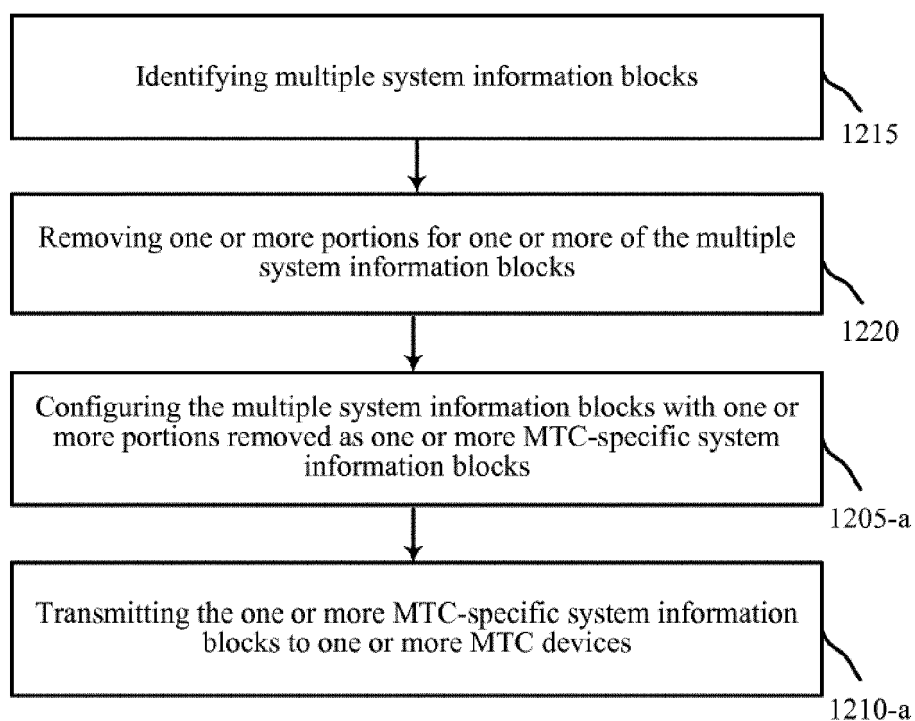 Identifying multiple system information blocks
1215
Removing one or more portions for one or more of the multiple
system information blocks
1220
Configuring the multiple system information blocks with one or
more portions removed as one or more MTC-specific system
information blocks
1205-a
Transmitting the one or more MTC-specific system information
blocks to one or more MTC devices
1210-a